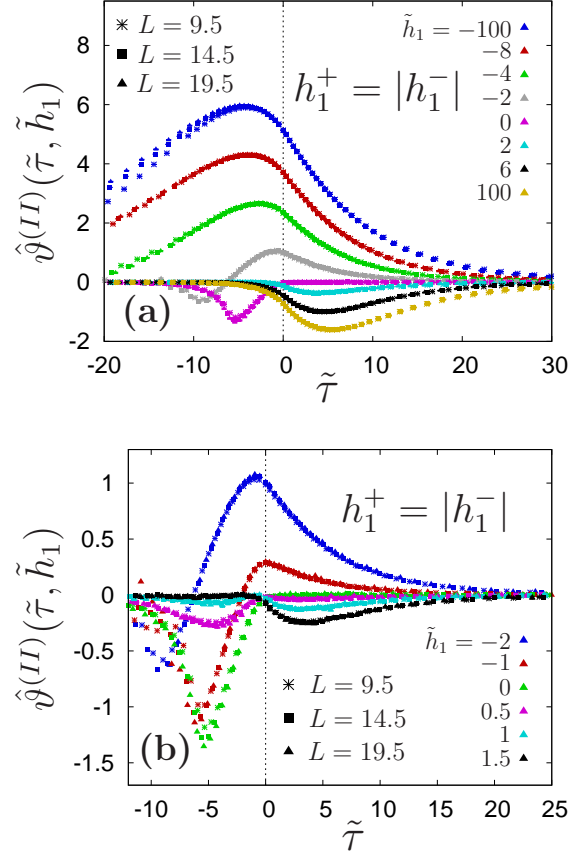 8
6
4
2
0
-2
-20
-10
0
10
20
30
L = 9.5
L = 14.5
L = 19.5
h̃₁ = −100
−8
−4
−2
0
2
6
100
h₁⁺ = |h₁⁻|
ϑ̂⁽ᴵᴵ⁾(τ̃, h̃₁)
(a)
τ̃
1
0.5
0
-0.5
-1
-1.5
-10
-5
0
5
10
15
20
25
h₁⁺ = |h₁⁻|
h̃₁ = −2
−1
0
0.5
1
1.5
L = 9.5
L = 14.5
L = 19.5
ϑ̂⁽ᴵᴵ⁾(τ̃, h̃₁)
(b)
τ̃